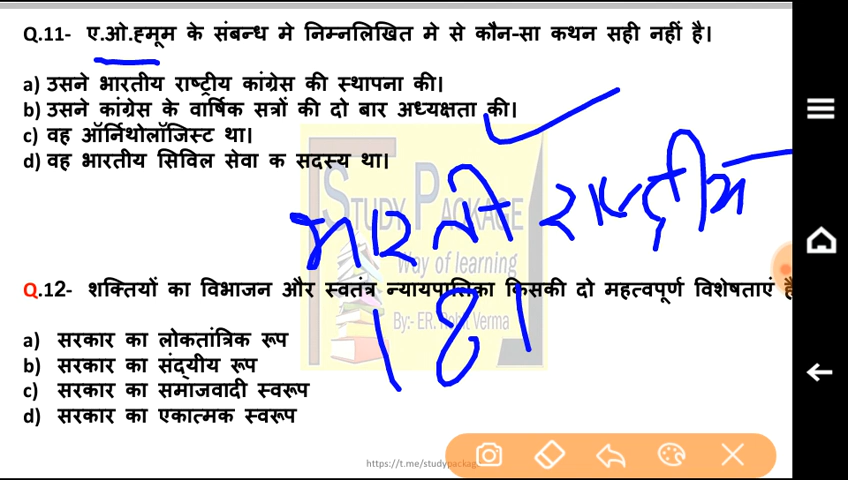 Q.11- ए.ओ.ह्मूम के संबन्ध मे निम्नलिखित मे से कौन-सा कथन सही नहीं है।
a) उसने भारतीय राष्ट्रीय कांग्रेस की स्थापना की।
b) उसने कांग्रेस के वार्षिक सत्रों की दो बार अध्यक्षता की।
c) वह ऑर्निथोलॉजिस्ट था।
d) वह भारतीय सिविल सेवा क सदस्य था।
STUDY PACKAGE
Way of learning
Q.12- शक्तियों का विभाजन और स्वतंत्र न्यायपालिका किसकी दो महत्वपूर्ण विशेषताएं है
By:- ER. Rohit Verma
a) सरकार का लोकतांत्रिक रूप
b) सरकार का संद्यीय रूप
c) सरकार का समाजवादी स्वरूप
d) सरकार का एकात्मक स्वरूप
https://t.me/studypackag